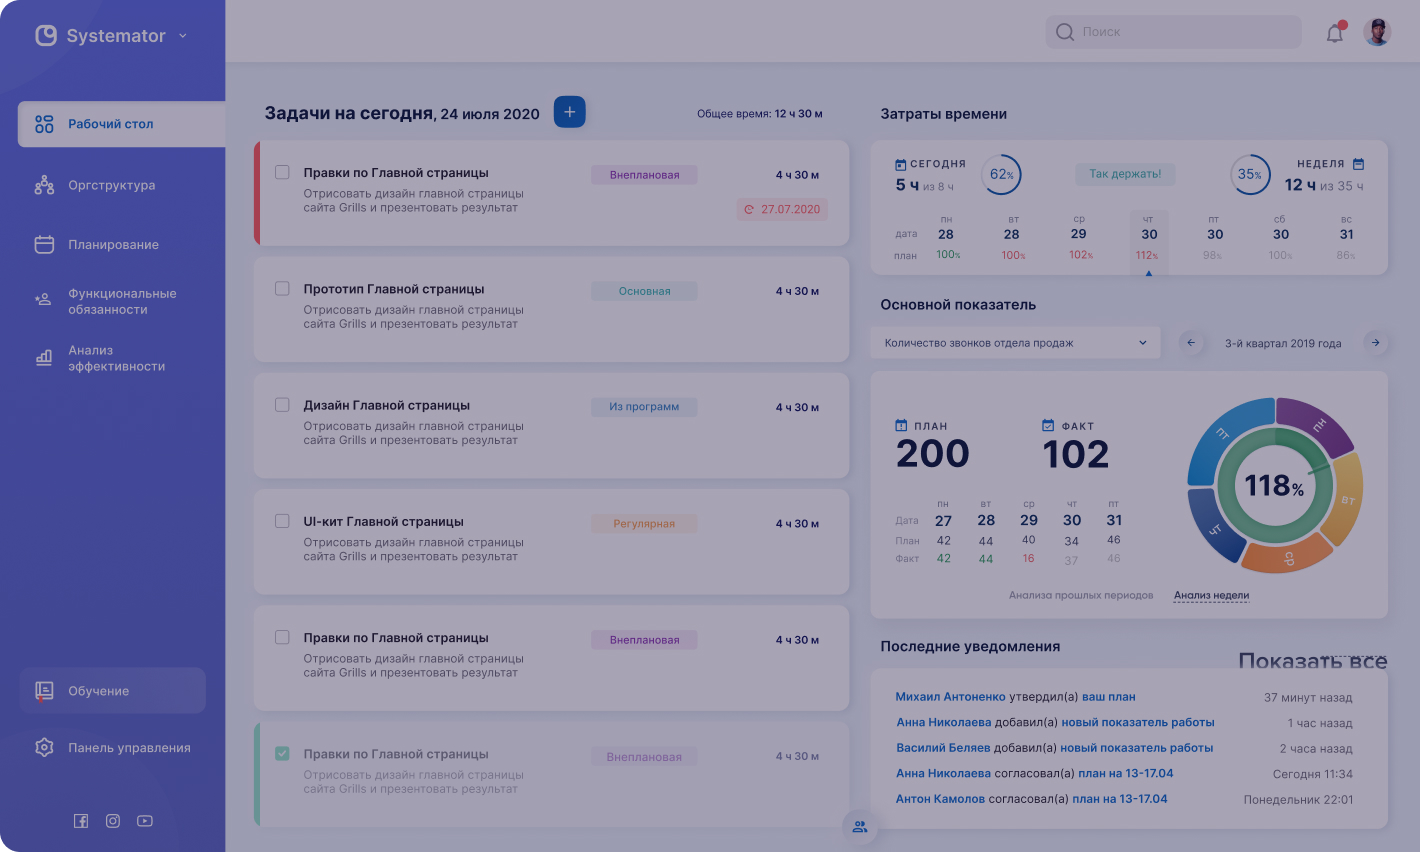 Systemator
Поиск
Рабочий стол
Оргструктура
Планирование
Функциональные
обязанности
Анализ
эффективности
Обучение
Панель управления
Задачи на сегодня, 24 июля 2020
+
Общее время: 12 ч 30 м
Правки по Главной страницы
Внеплановая
4 ч 30 м
Отрисовать дизайн главной страницы
сайта Grills и презентовать результат
27.07.2020
Прототип Главной страницы
Основная
4 ч 30 м
Отрисовать дизайн главной страницы
сайта Grills и презентовать результат
Дизайн Главной страницы
Из программ
4 ч 30 м
Отрисовать дизайн главной страницы
сайта Grills и презентовать результат
UI-кит Главной страницы
Регулярная
4 ч 30 м
Отрисовать дизайн главной страницы
сайта Grills и презентовать результат
Правки по Главной страницы
Внеплановая
4 ч 30 м
Отрисовать дизайн главной страницы
сайта Grills и презентовать результат
Правки по Главной страницы
Внеплановая
4 ч 30 м
Отрисовать дизайн главной страницы
сайта Grills и презентовать результат
Затраты времени
СЕГОДНЯ
5 ч из 8 ч
62%
Так держать!
35%
НЕДЕЛЯ
12 ч из 35 ч
пн вт ср чт пт сб вс
дата 28 28 29 30 30 30 31
план 100% 100% 102% 112% 98% 100% 86%
Основной показатель
Количество звонков отдела продаж
3-й квартал 2019 года
ПЛАН
200
ФАКТ
102
пн вт ср чт пт
Дата 27 28 29 30 31
План 42 44 40 34 46
Факт 42 44 16 37 46
118%
ПН
ВТ
СР
ЧТ
ПТ
Анализа прошлых периодов
Анализ недели
Последние уведомления
Показать все
Михаил Антоненко утвердил(а) ваш план 37 минут назад
Анна Николаева добавил(а) новый показатель работы 1 час назад
Василий Беляев добавил(а) новый показатель работы 2 часа назад
Анна Николаева согласовал(а) план на 13-17.04 Сегодня 11:34
Антон Камолов согласовал(а) план на 13-17.04 Понедельник 22:01